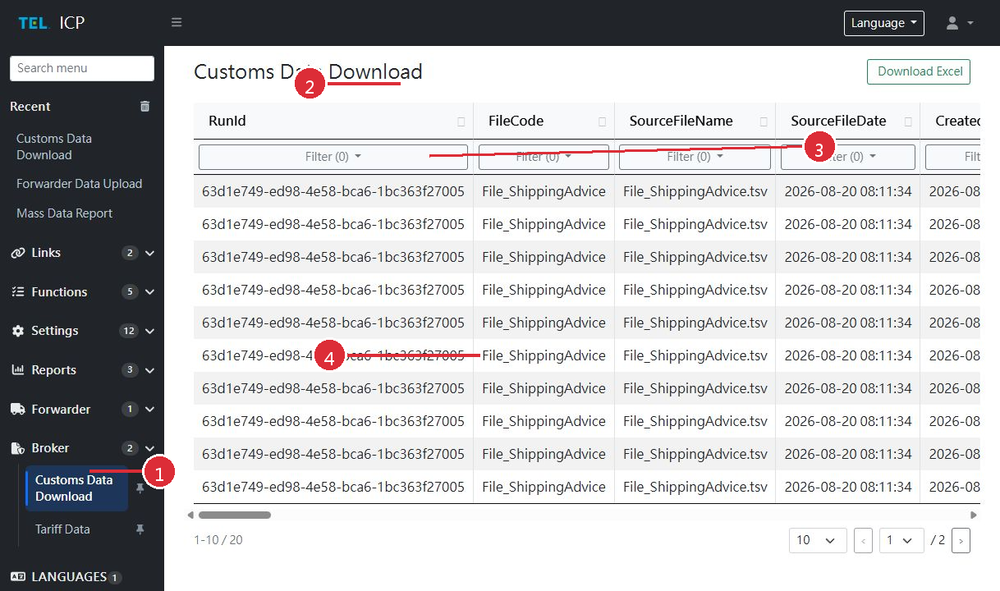 TEL ICP
Language
Search menu
Recent
Customs Data
Download
Forwarder Data Upload
Mass Data Report
Links 2
Functions 5
Settings 12
Reports 3
Forwarder 1
Broker 2
Customs Data
Download
1
Tariff Data
LANGUAGES 1
Customs Data Download
2
Download Excel
RunId FileCode SourceFileName SourceFileDate Created
Filter (0) Filter (0) Filter (0) (0) Filt
3
63d1e749-ed98-4e58-bca6-1bc363f27005 File_ShippingAdvice File_ShippingAdvice.tsv 2026-08-20 08:11:34 2026-08
63d1e749-ed98-4e58-bca6-1bc363f27005 File_ShippingAdvice File_ShippingAdvice.tsv 2026-08-20 08:11:34 2026-08
63d1e749-ed98-4e58-bca6-1bc363f27005 File_ShippingAdvice File_ShippingAdvice.tsv 2026-08-20 08:11:34 2026-08
63d1e749-ed98-4e58-bca6-1bc363f27005 File_ShippingAdvice File_ShippingAdvice.tsv 2026-08-20 08:11:34 2026-08
63d1e749-ed98-4e58-bca6-1bc363f27005 File_ShippingAdvice File_ShippingAdvice.tsv 2026-08-20 08:11:34 2026-08
63d1e749-ed98-4 4 bca6-1bc363f27005 File_ShippingAdvice File_ShippingAdvice.tsv 2026-08-20 08:11:34 2026-08
63d1e749-ed98-4e58-bca6-1bc363f27005 File_ShippingAdvice File_ShippingAdvice.tsv 2026-08-20 08:11:34 2026-08
63d1e749-ed98-4e58-bca6-1bc363f27005 File_ShippingAdvice File_ShippingAdvice.tsv 2026-08-20 08:11:34 2026-08
63d1e749-ed98-4e58-bca6-1bc363f27005 File_ShippingAdvice File_ShippingAdvice.tsv 2026-08-20 08:11:34 2026-08
63d1e749-ed98-4e58-bca6-1bc363f27005 File_ShippingAdvice File_ShippingAdvice.tsv 2026-08-20 08:11:34 2026-08
1-10 / 20
10 ‹ 1 / 2 ›